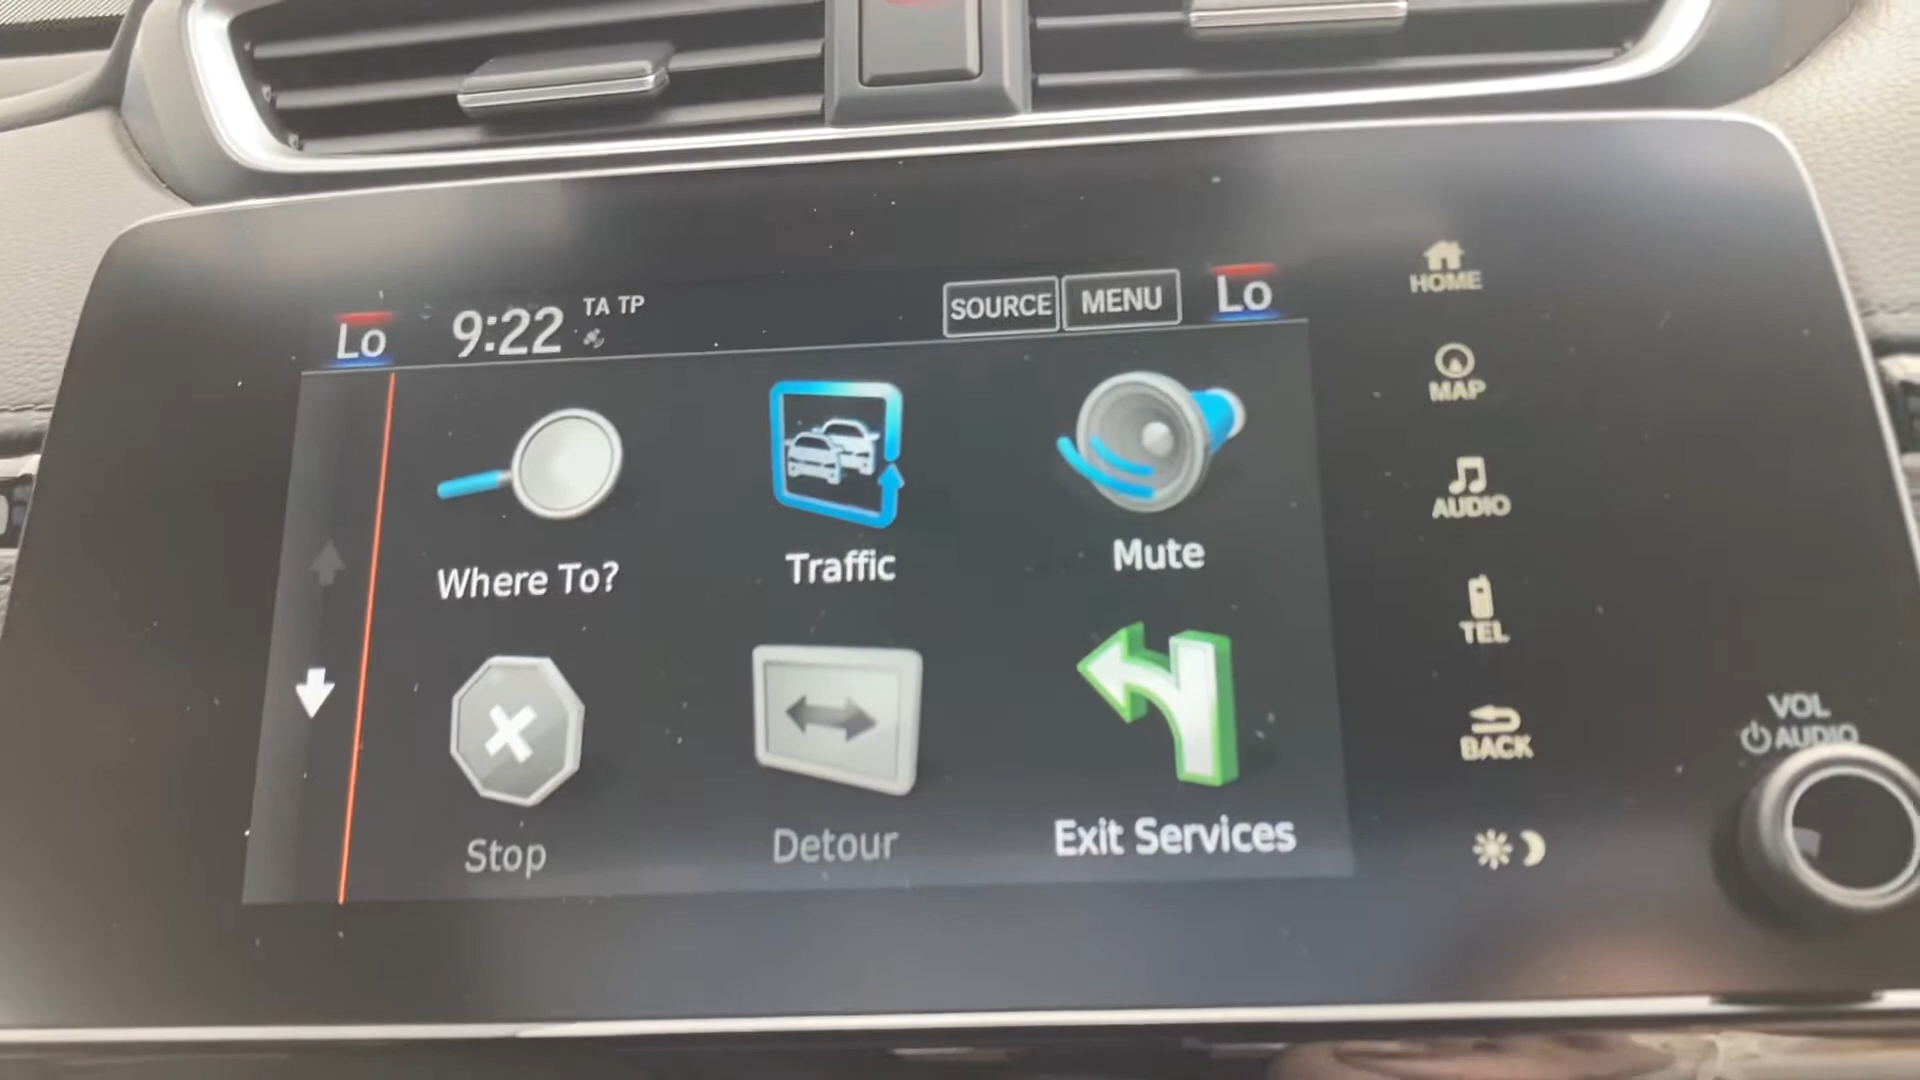 Lo
9:22
TA TP
SOURCE
MENU
Lo
Where To?
Traffic
Mute
Stop
Detour
Exit Services
HOME
MAP
AUDIO
TEL
BACK
VOL
AUDIO